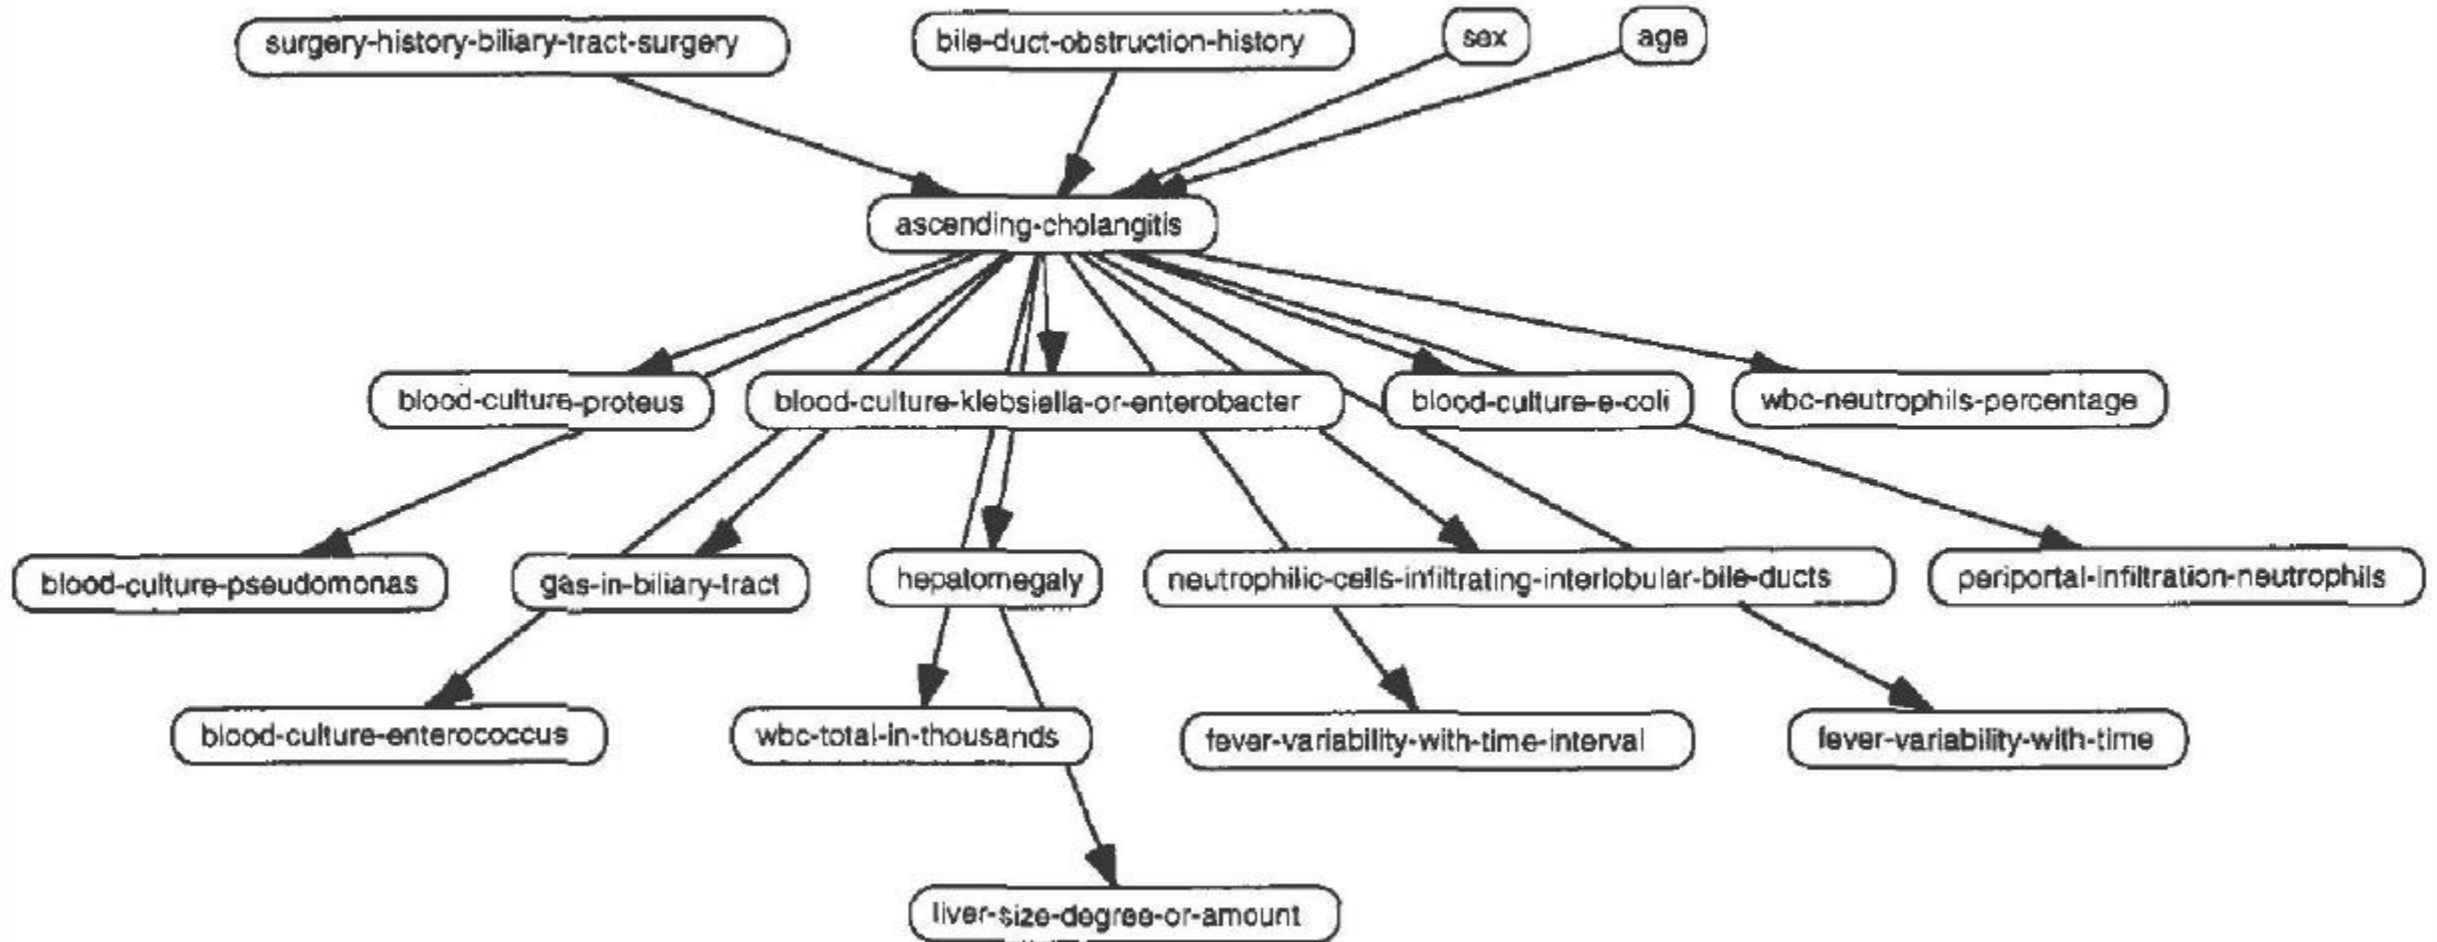 surgery-history-biliary-tract-surgery
bile-duct-obstruction-history
sex
age
ascending-cholangitis
blood-culture-proteus
blood-culture-klebsiella-or-enterobacter
blood-culture-e-coli
wbc-neutrophils-percentage
blood-culture-pseudomonas
gas-in-biliary-tract
hepatomegaly
neutrophilic-cells-infiltrating-interlobular-bile-ducts
periportal-infiltration-neutrophils
blood-culture-enterococcus
wbc-total-in-thousands
fever-variability-with-time-interval
fever-variability-with-time
liver-size-degree-or-amount